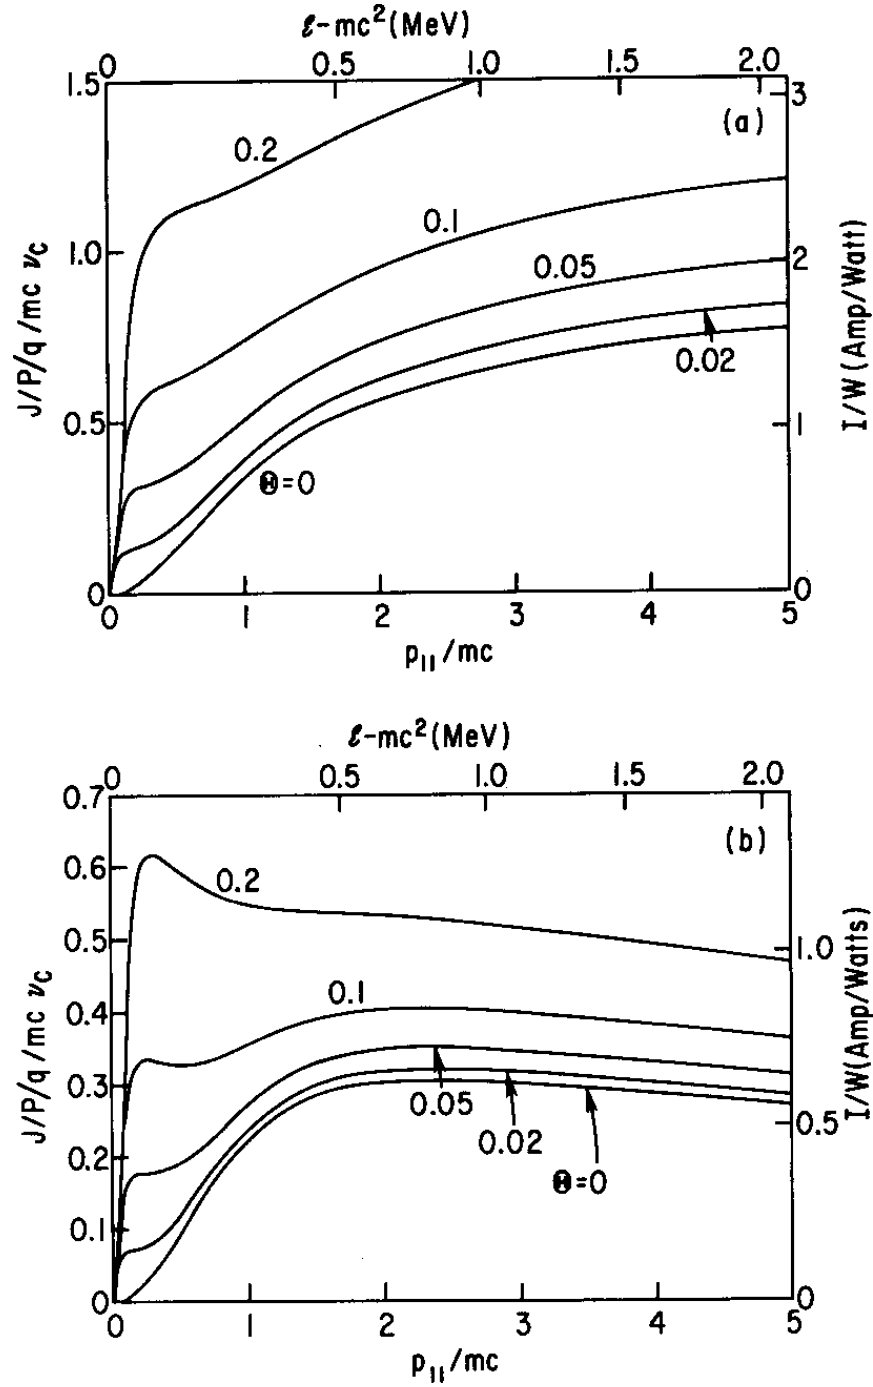 ℓ-mc² (MeV)
0 0.5 1.0 1.5 2.0
1.5 3
(a)
0.2
0.1
1.0 0.05 2
0.02
0.5 1
Θ=0
0 0
0 1 2 3 4 5
J/P/q/mc νc
I/W (Amp/Watt)
p||/mc
ℓ-mc² (MeV)
0 0.5 1.0 1.5 2.0
0.7
(b)
0.6 0.2
0.5 1.0
0.1
0.4
0.3
0.05
0.02 0.5
0.2
Θ=0
0.1
0 0
0 1 2 3 4 5
J/P/q/mc νc
I/W (Amp/Watts)
p||/mc